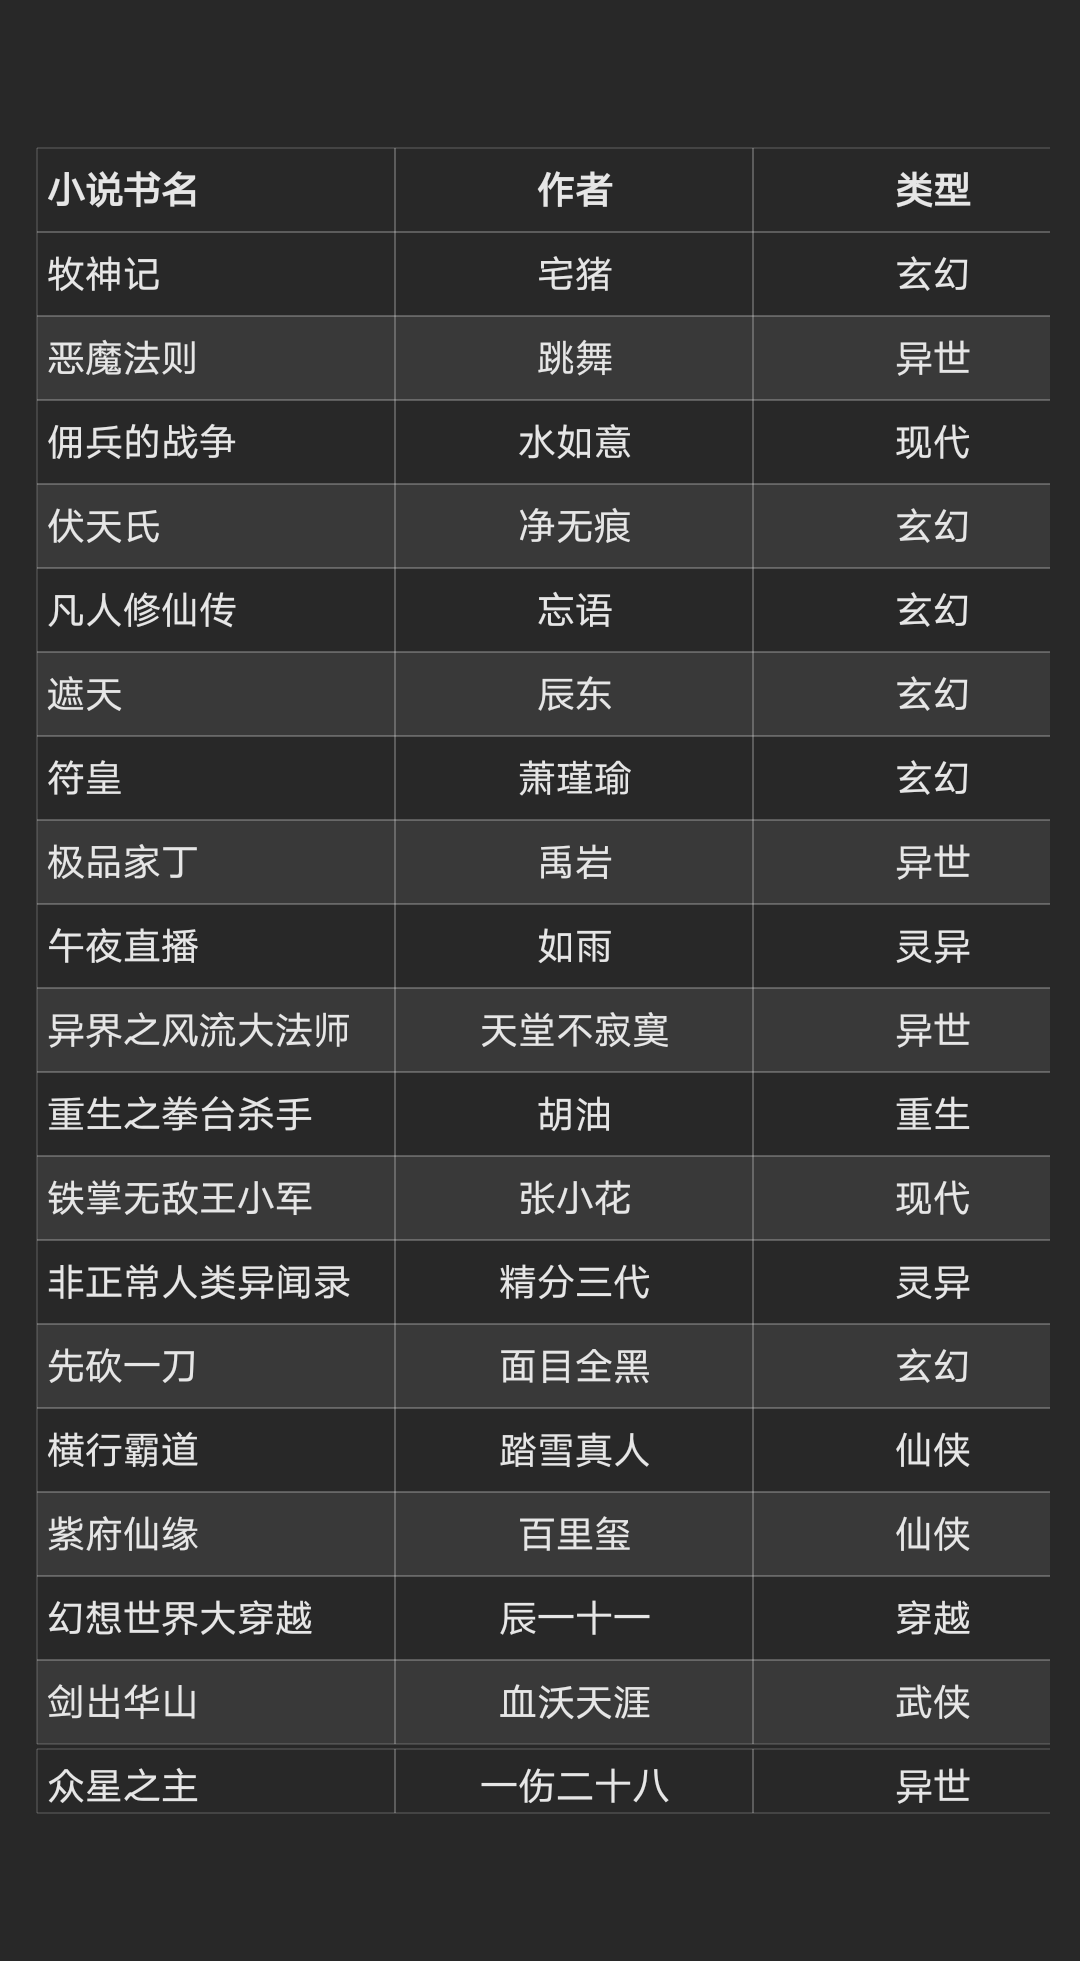 小说书名 作者 类型
牧神记 宅猪 玄幻
恶魔法则 跳舞 异世
佣兵的战争 水如意 现代
伏天氏 净无痕 玄幻
凡人修仙传 忘语 玄幻
遮天 辰东 玄幻
符皇 萧瑾瑜 玄幻
极品家丁 禹岩 异世
午夜直播 如雨 灵异
异界之风流大法师 天堂不寂寞 异世
重生之拳台杀手 胡油 重生
铁掌无敌王小军 张小花 现代
非正常人类异闻录 精分三代 灵异
先砍一刀 面目全黑 玄幻
横行霸道 踏雪真人 仙侠
紫府仙缘 百里玺 仙侠
幻想世界大穿越 辰一十一 穿越
剑出华山 血沃天涯 武侠
众星之主 一伤二十八 异世